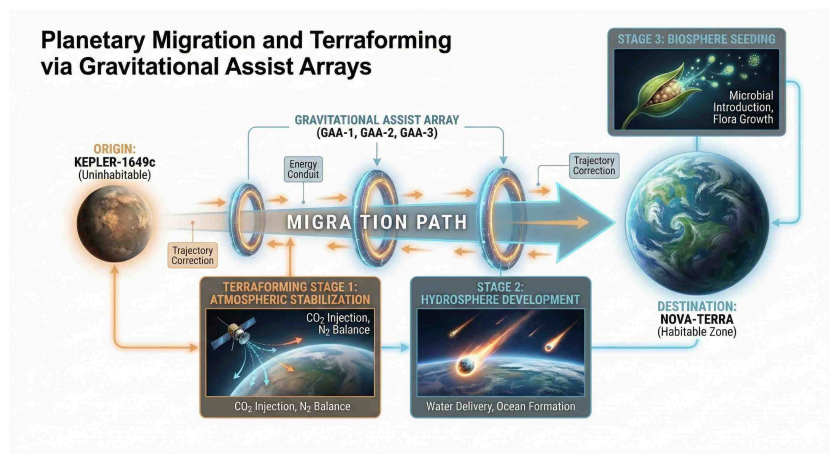 Planetary Migration and Terraforming
via Gravitational Assist Arrays
STAGE 3: BIOSPHERE SEEDING
Microbial
Introduction,
Flora Growth
GRAVITATIONAL ASSIST ARRAY
(GAA-1, GAA-2, GAA-3)
ORIGIN:
KEPLER-1649c
(Uninhabitable)
Energy
Conduit
Trajectory
Correction
MIGRATION PATH
Trajectory
Correction
TERRAFORMING STAGE 1:
ATMOSPHERIC STABILIZATION
CO₂ Injection,
N₂ Balance
CO₂ Injection, N₂ Balance
STAGE 2:
HYDROSPHERE DEVELOPMENT
Water Delivery, Ocean Formation
DESTINATION:
NOVA-TERRA
(Habitable Zone)